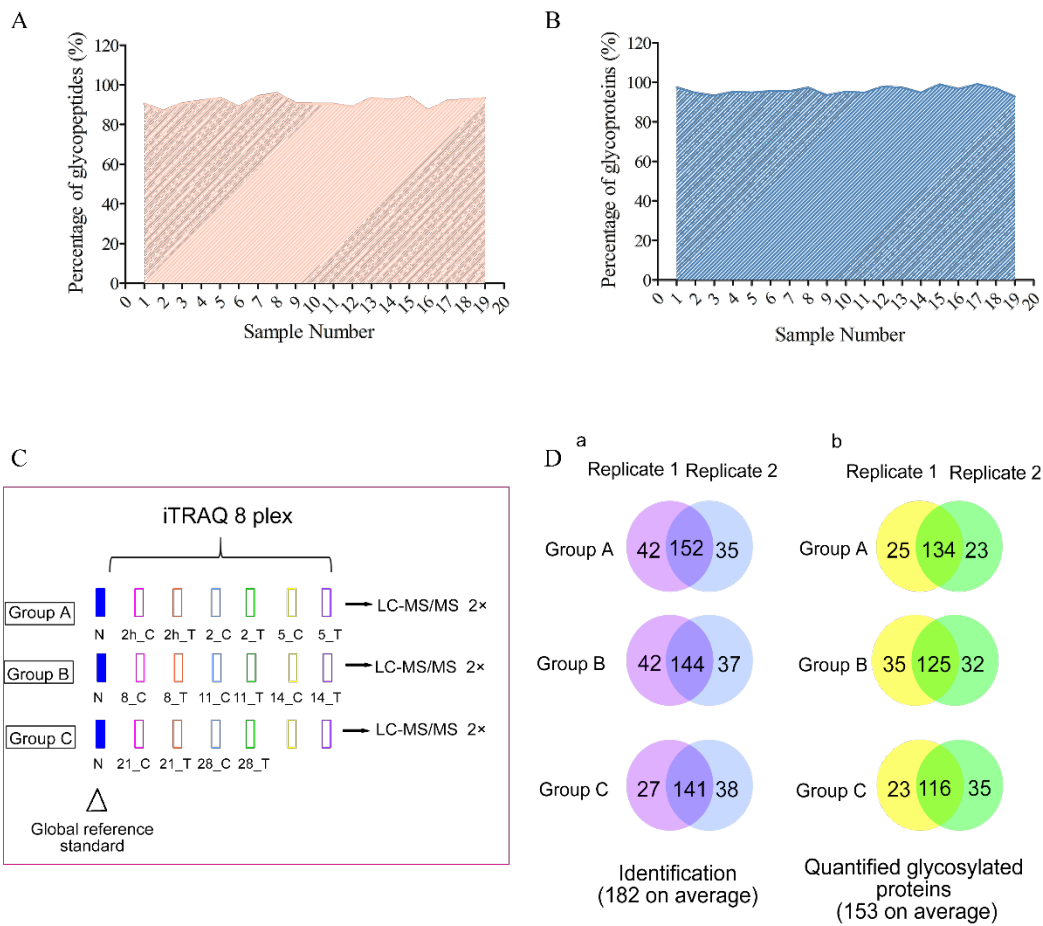 A
Percentage of glycopeptides (%)
120
100
80
60
40
20
0
0 1 2 3 4 5 6 7 8 9 10 11 12 13 14 15 16 17 18 19 20
Sample Number
B
Percentage of glycoproteins (%)
120
100
80
60
40
20
0
0 1 2 3 4 5 6 7 8 9 10 11 12 13 14 15 16 17 18 19 20
Sample Number
C
iTRAQ 8 plex
Group A
LC-MS/MS 2×
N 2h_C 2h_T 2_C 2_T 5_C 5_T
Group B
LC-MS/MS 2×
N 8_C 8_T 11_C 11_T 14_C 14_T
Group C
LC-MS/MS 2×
N 21_C 21_T 28_C 28_T
Global reference
standard
D
a
Replicate 1 Replicate 2
Group A 42 152 35
Group B 42 144 37
Group C 27 141 38
Identification
(182 on average)
b
Replicate 1 Replicate 2
Group A 25 134 23
Group B 35 125 32
Group C 23 116 35
Quantified glycosylated
proteins
(153 on average)